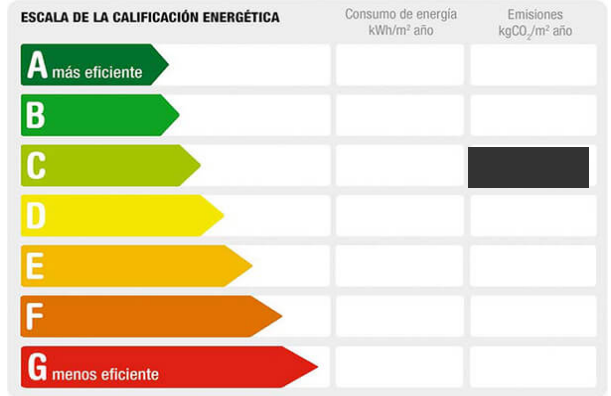 ESCALA DE LA CALIFICACIÓN ENERGÉTICA
Consumo de energía
kWh/m² año
Emisiones
kgCO₂/m² año
A más eficiente
B
C
D
E
F
G menos eficiente